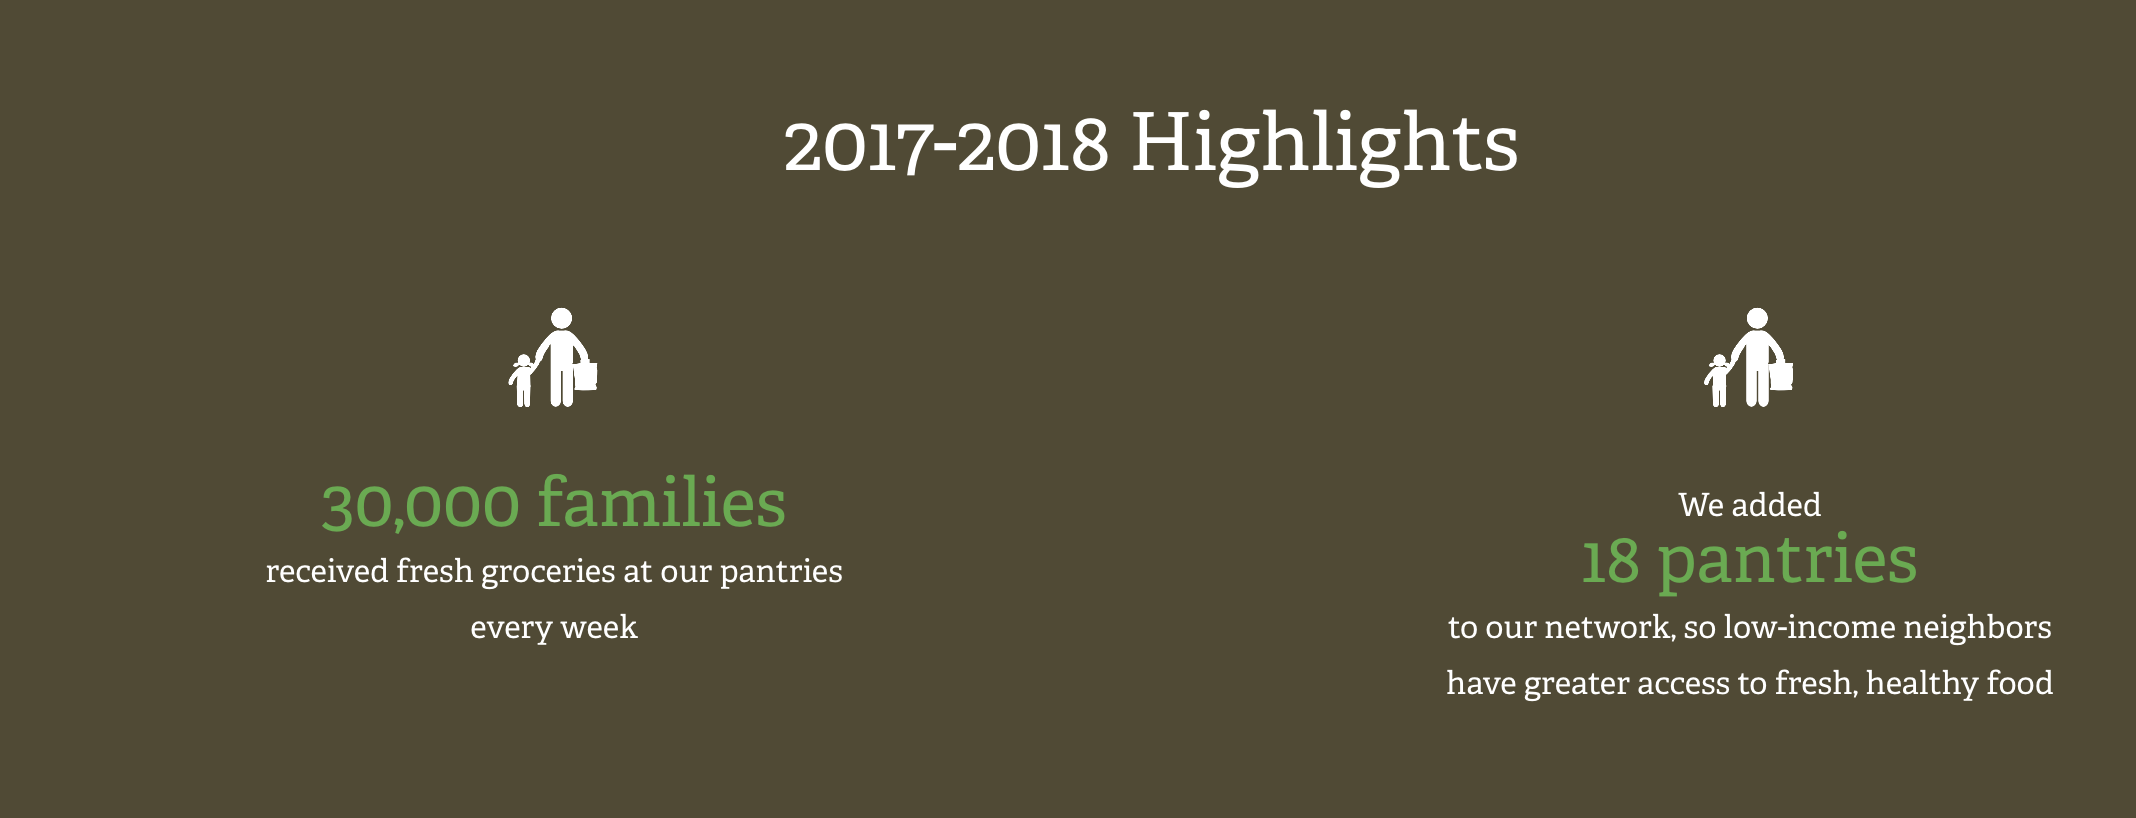 2017-2018 Highlights
30,000 families
received fresh groceries at our pantries
every week
We added
18 pantries
to our network, so low-income neighbors
have greater access to fresh, healthy food